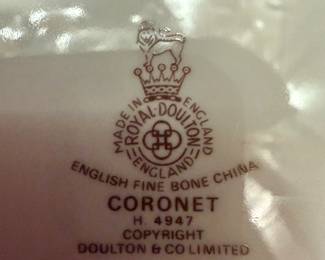 MADE IN ENGLAND
ROYAL DOULTON
ENGLAND
ENGLISH FINE BONE CHINA
CORONET
H. 4947
COPYRIGHT
DOULTON & CO LIMITED